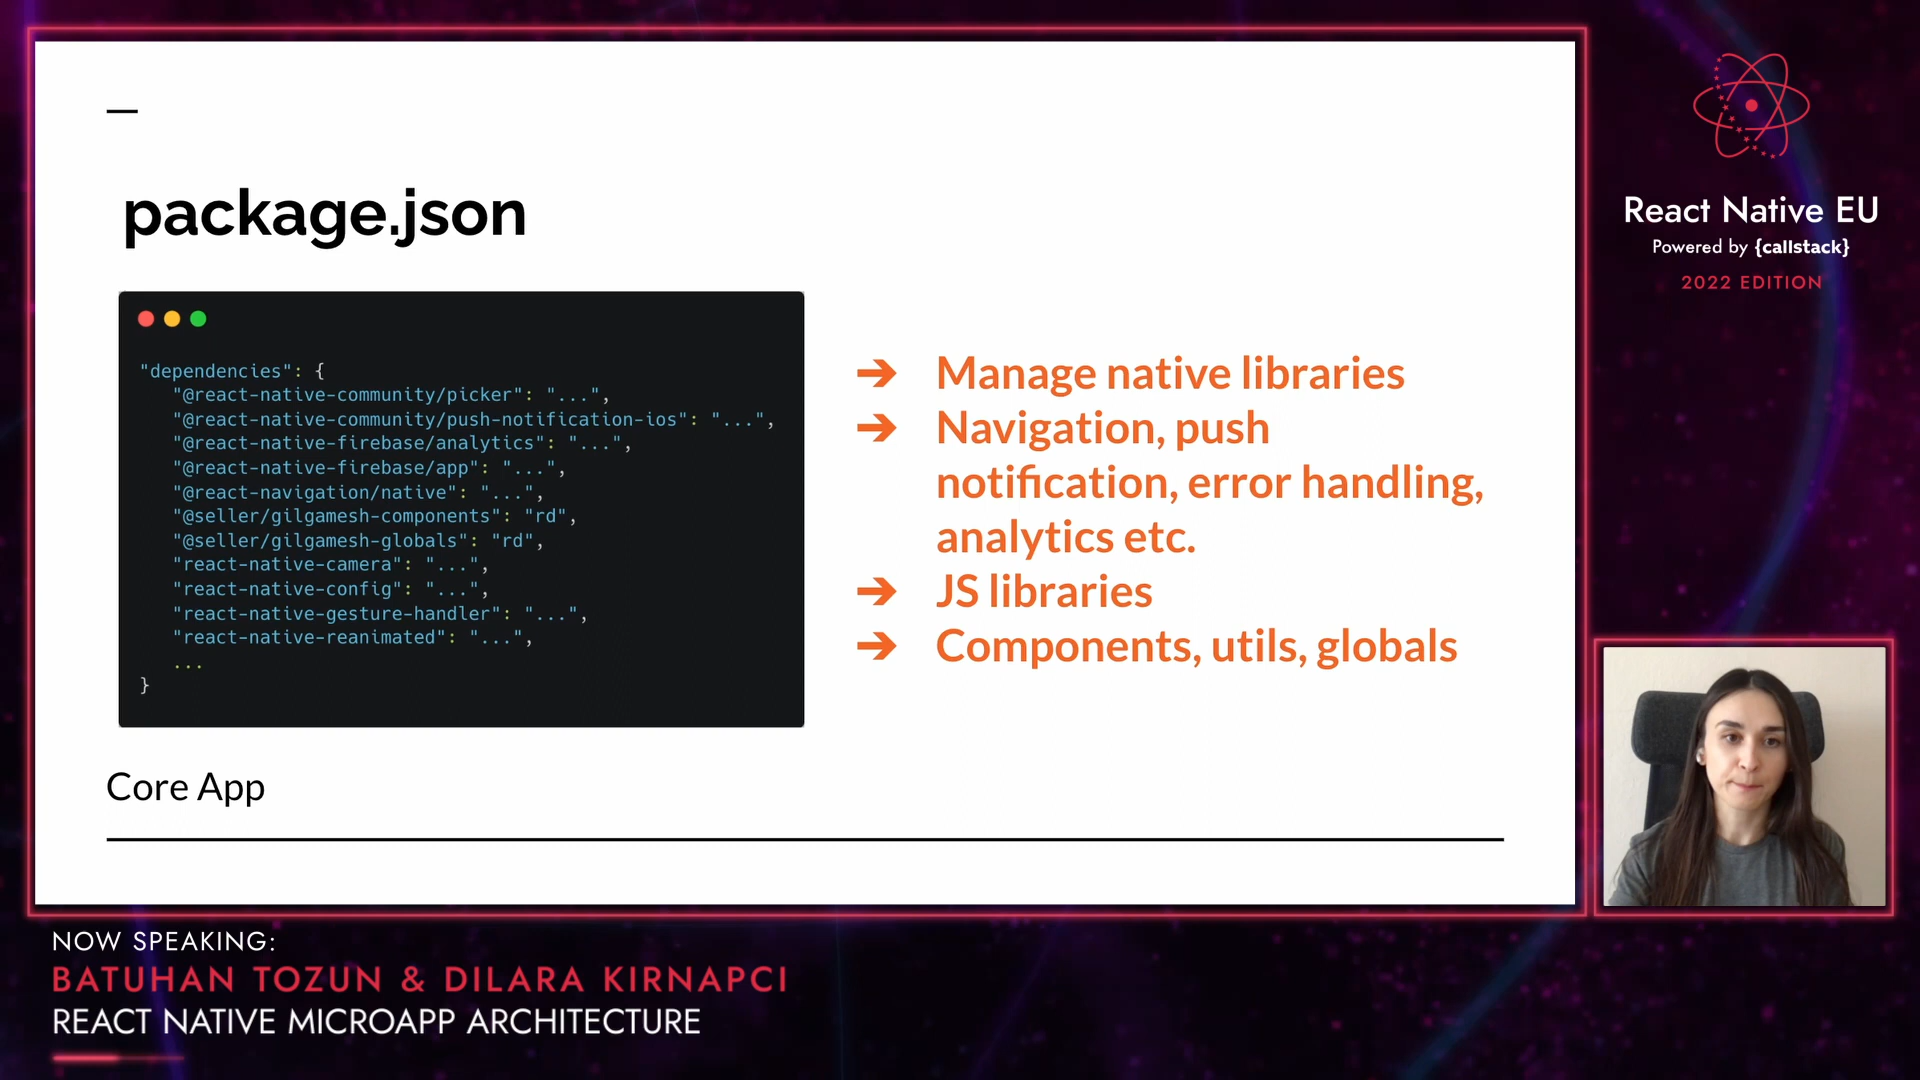 package.json
"dependencies": {
"@react-native-community/picker": "...",
"@react-native-community/push-notification-ios": "...",
"@react-native-firebase/analytics": "...",
"@react-native-firebase/app": "...",
"@react-navigation/native": "...",
"@seller/gilgamesh-components": "rd",
"@seller/gilgamesh-globals": "rd",
"react-native-camera": "...",
"react-native-config": "...",
"react-native-gesture-handler": "...",
"react-native-reanimated": "...",
...
}
➔ Manage native libraries
➔ Navigation, push
notification, error handling,
analytics etc.
➔ JS libraries
➔ Components, utils, globals
Core App
React Native EU
Powered by {callstack}
2022 EDITION
NOW SPEAKING:
BATUHAN TOZUN & DILARA KIRNAPCI
REACT NATIVE MICROAPP ARCHITECTURE